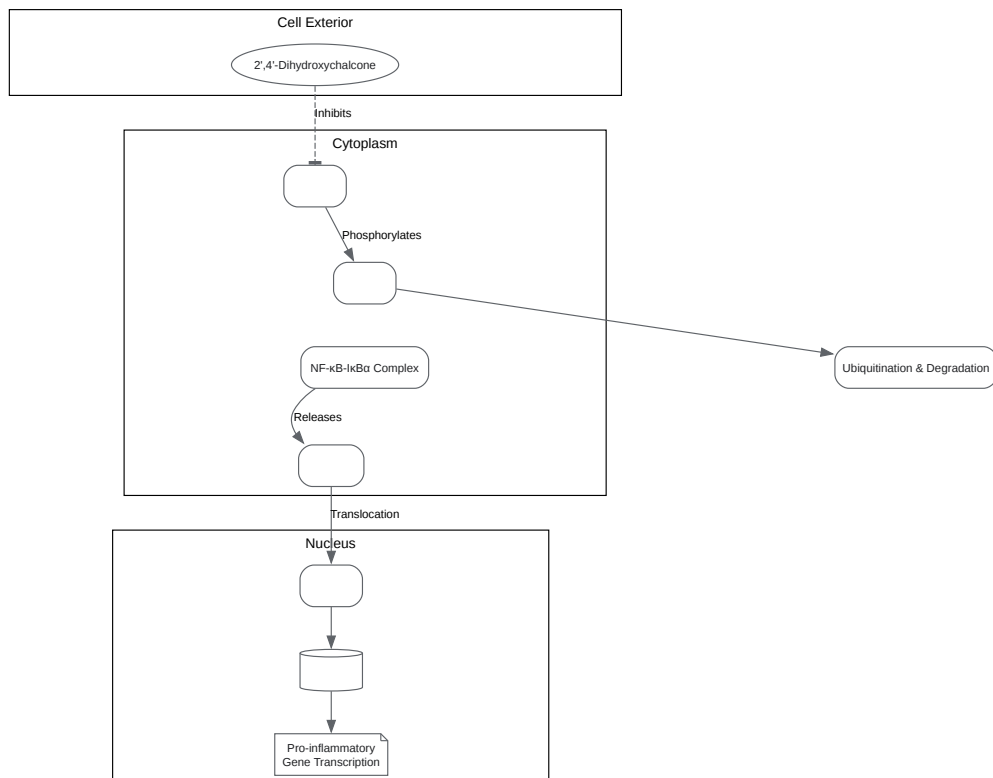 Cell Exterior
2',4'-Dihydroxychalcone
Inhibits
Cytoplasm
Phosphorylates
NF-κB-IκBα Complex
Ubiquitination & Degradation
Releases
Translocation
Nucleus
Pro-inflammatory
Gene Transcription